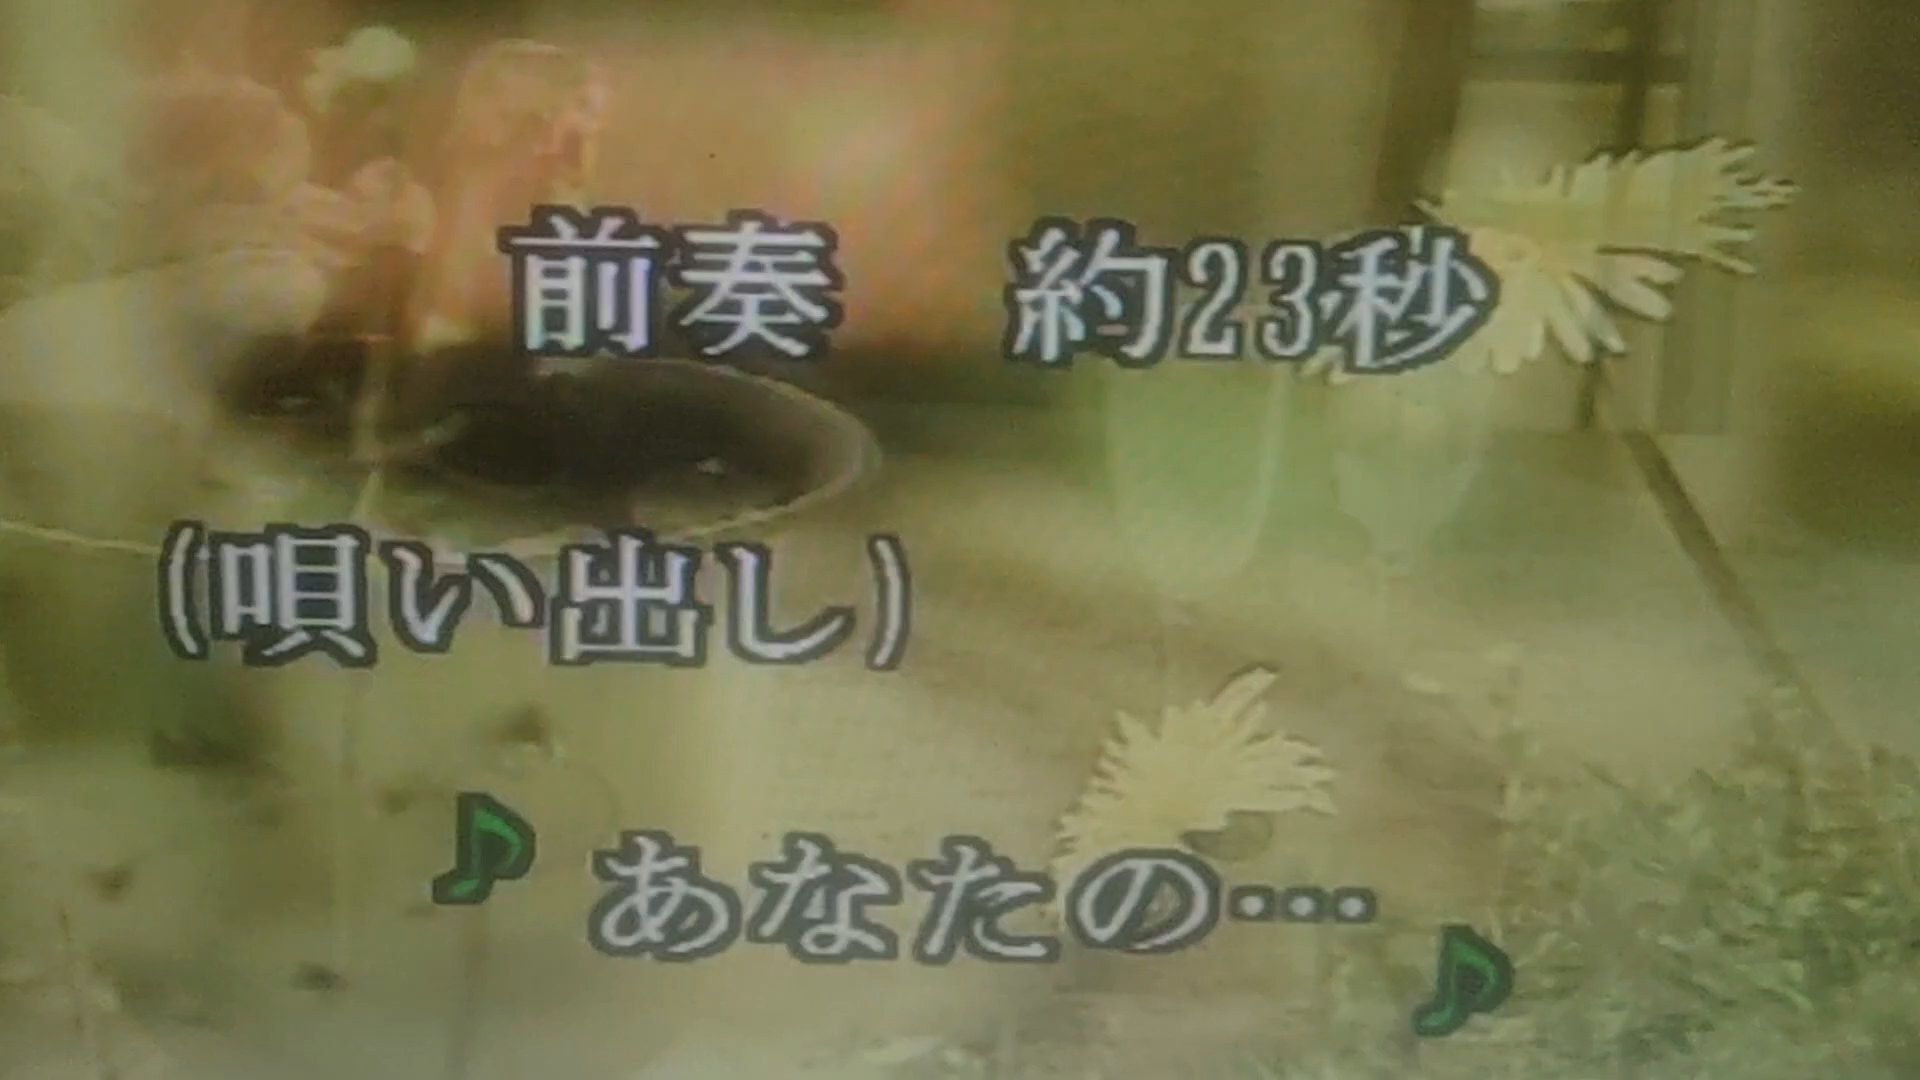 前奏　約23秒
(唄い出し)
♪ あなたの… ♪